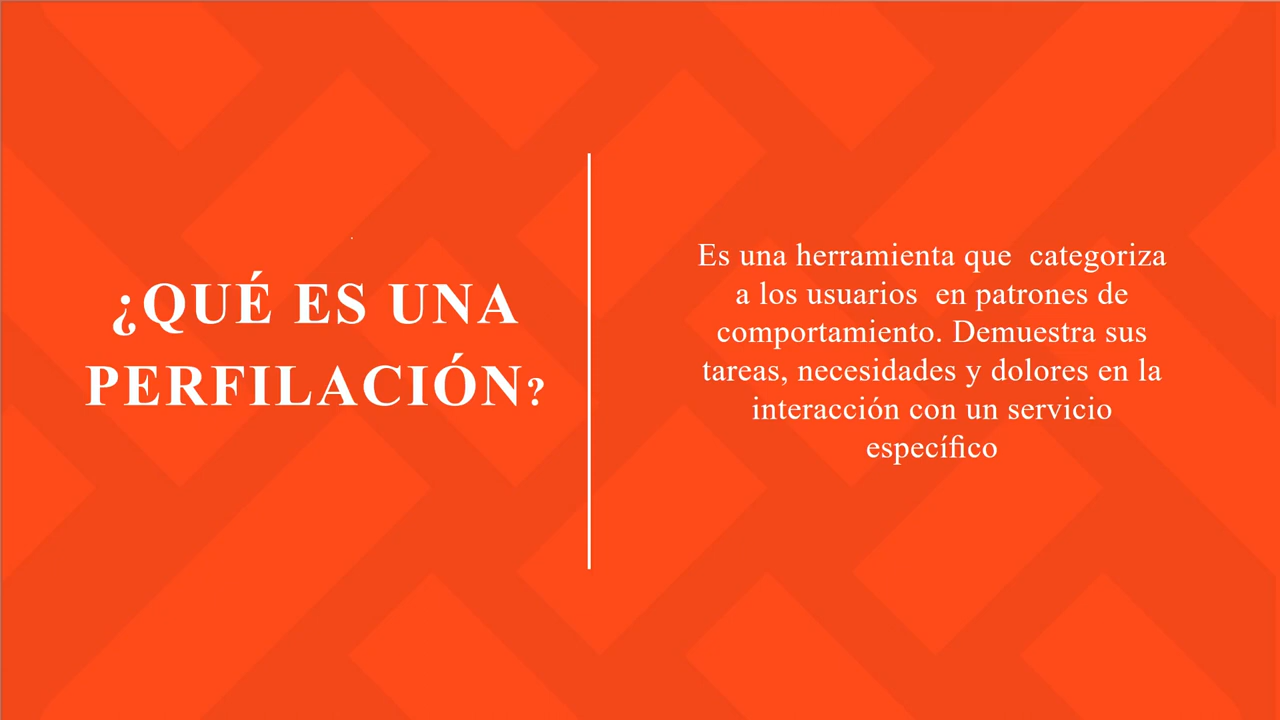 ¿QUÉ ES UNA
PERFILACIÓN?
Es una herramienta que  categoriza
a los usuarios  en patrones de
comportamiento. Demuestra sus
tareas, necesidades y dolores en la
interacción con un servicio
específico